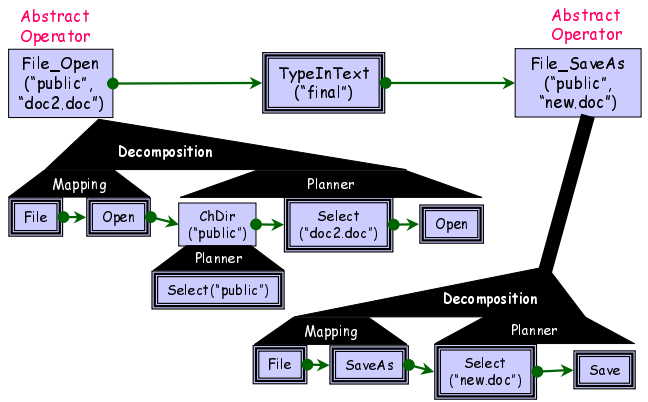 Abstract
Operator
Abstract
Operator
File_Open
("public",
"doc2.doc")
TypeInText
("final")
File_SaveAs
("public",
"new.doc")
Decomposition
Mapping
Planner
File
Open
ChDir
("public")
Select
("doc2.doc")
Open
Planner
Select("public")
Decomposition
Mapping
Planner
File
SaveAs
Select
("new.doc")
Save